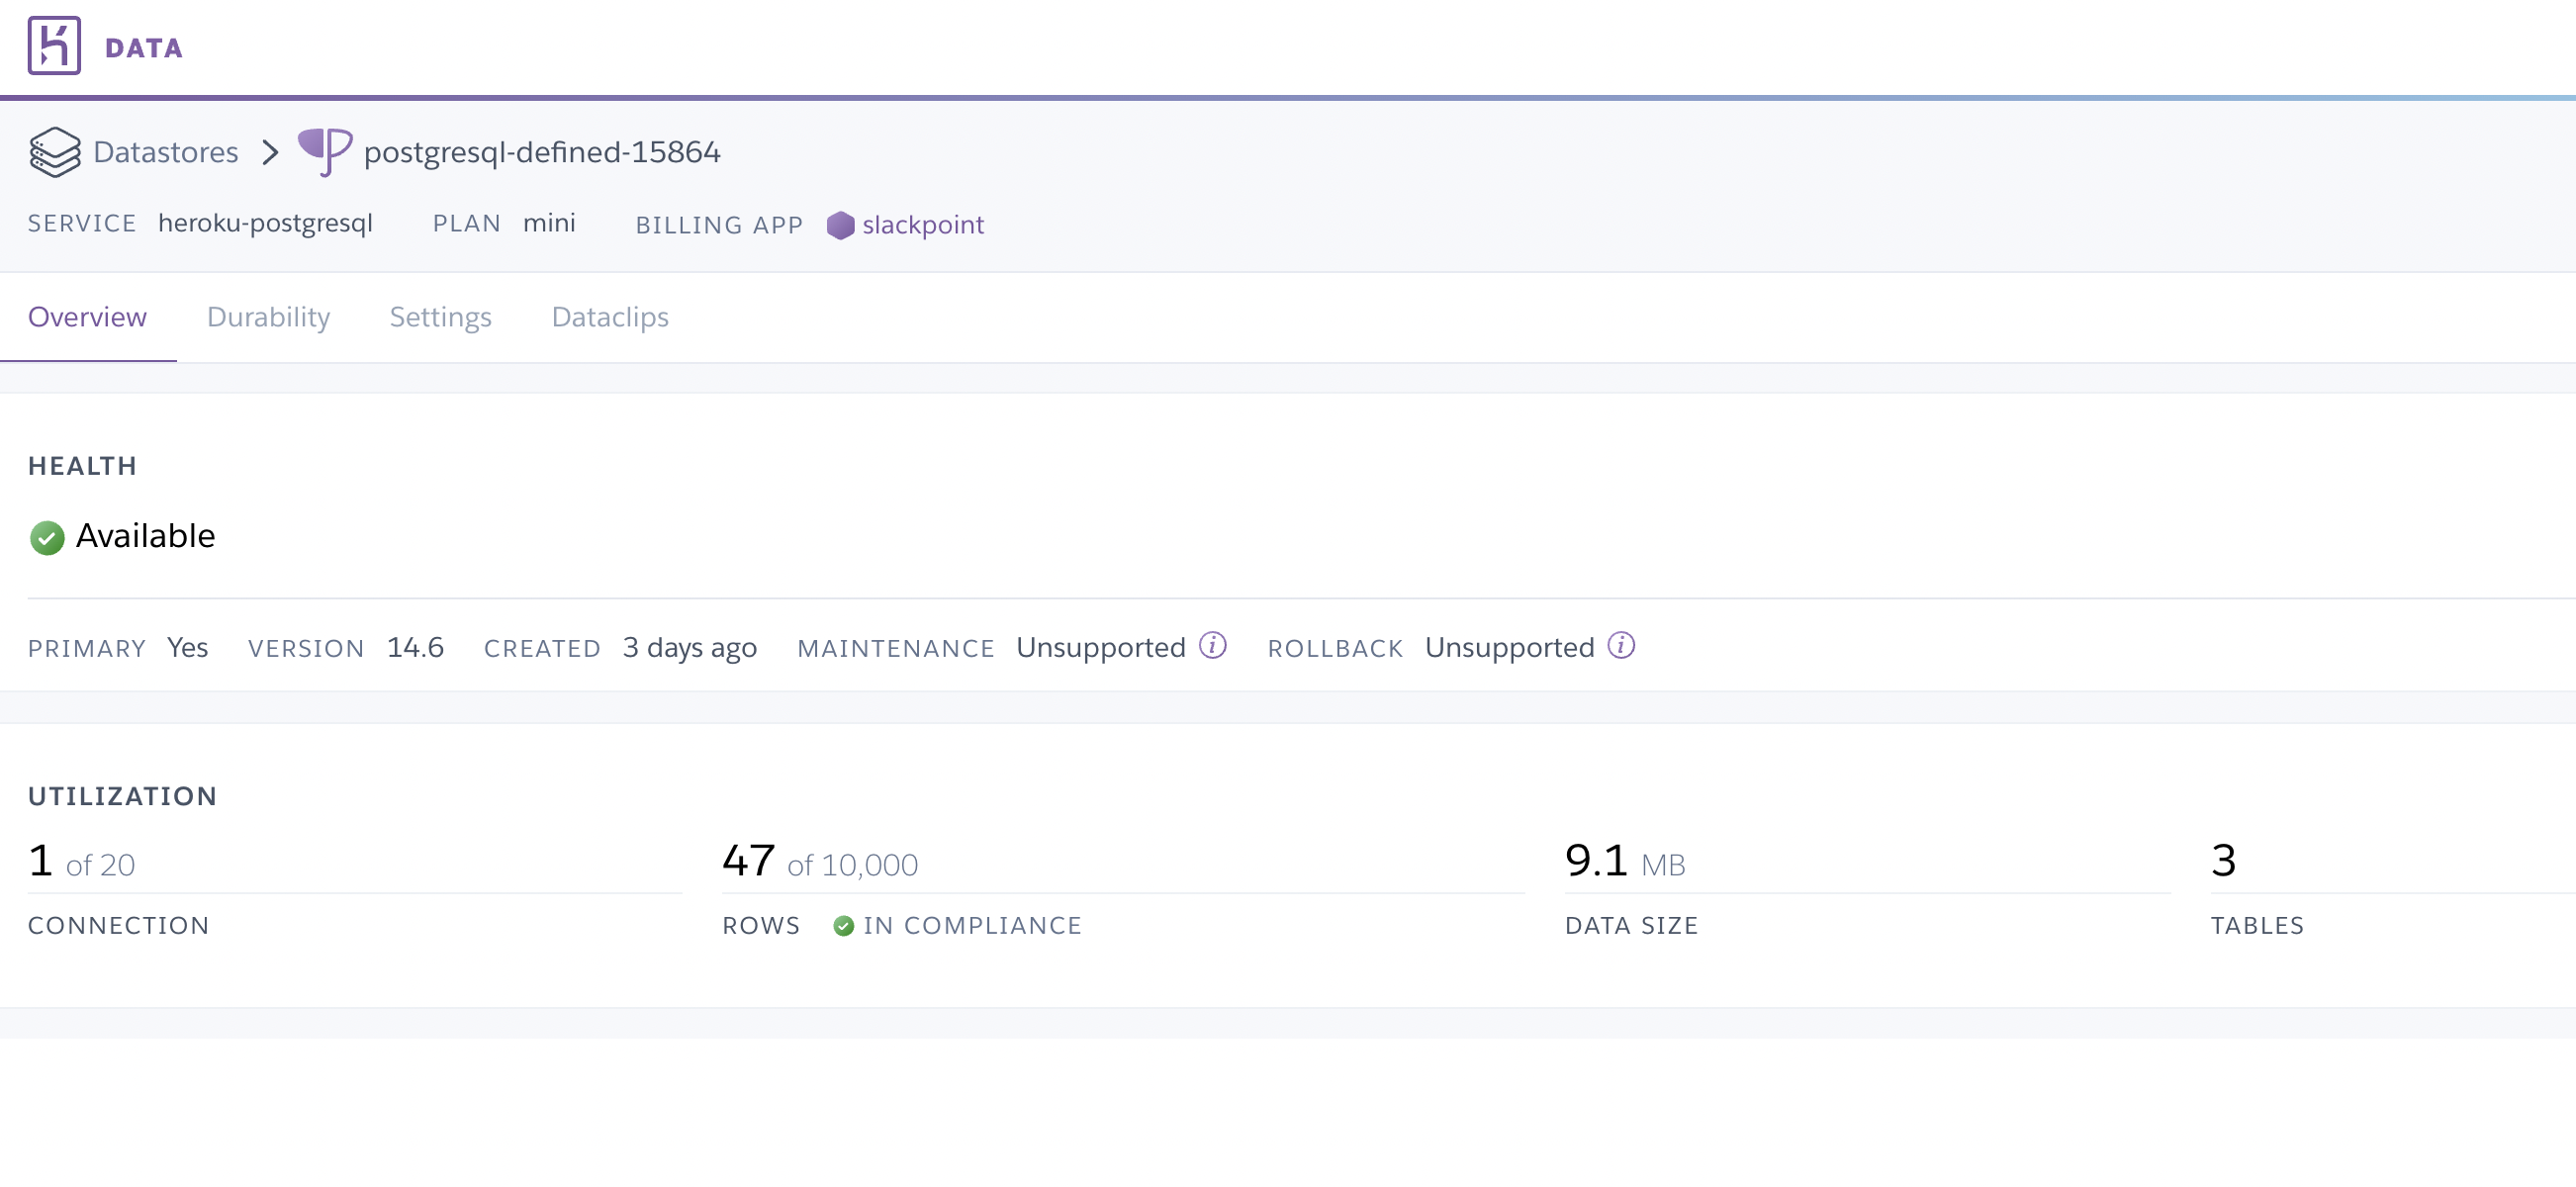 DATA
Datastores > postgresql-defined-15864
SERVICE heroku-postgresql PLAN mini BILLING APP slackpoint
Overview Durability Settings Dataclips
HEALTH
Available
PRIMARY Yes VERSION 14.6 CREATED 3 days ago MAINTENANCE Unsupported i ROLLBACK Unsupported i
UTILIZATION
1 of 20 47 of 10,000 9.1 MB 3
CONNECTION ROWS IN COMPLIANCE DATA SIZE TABLES